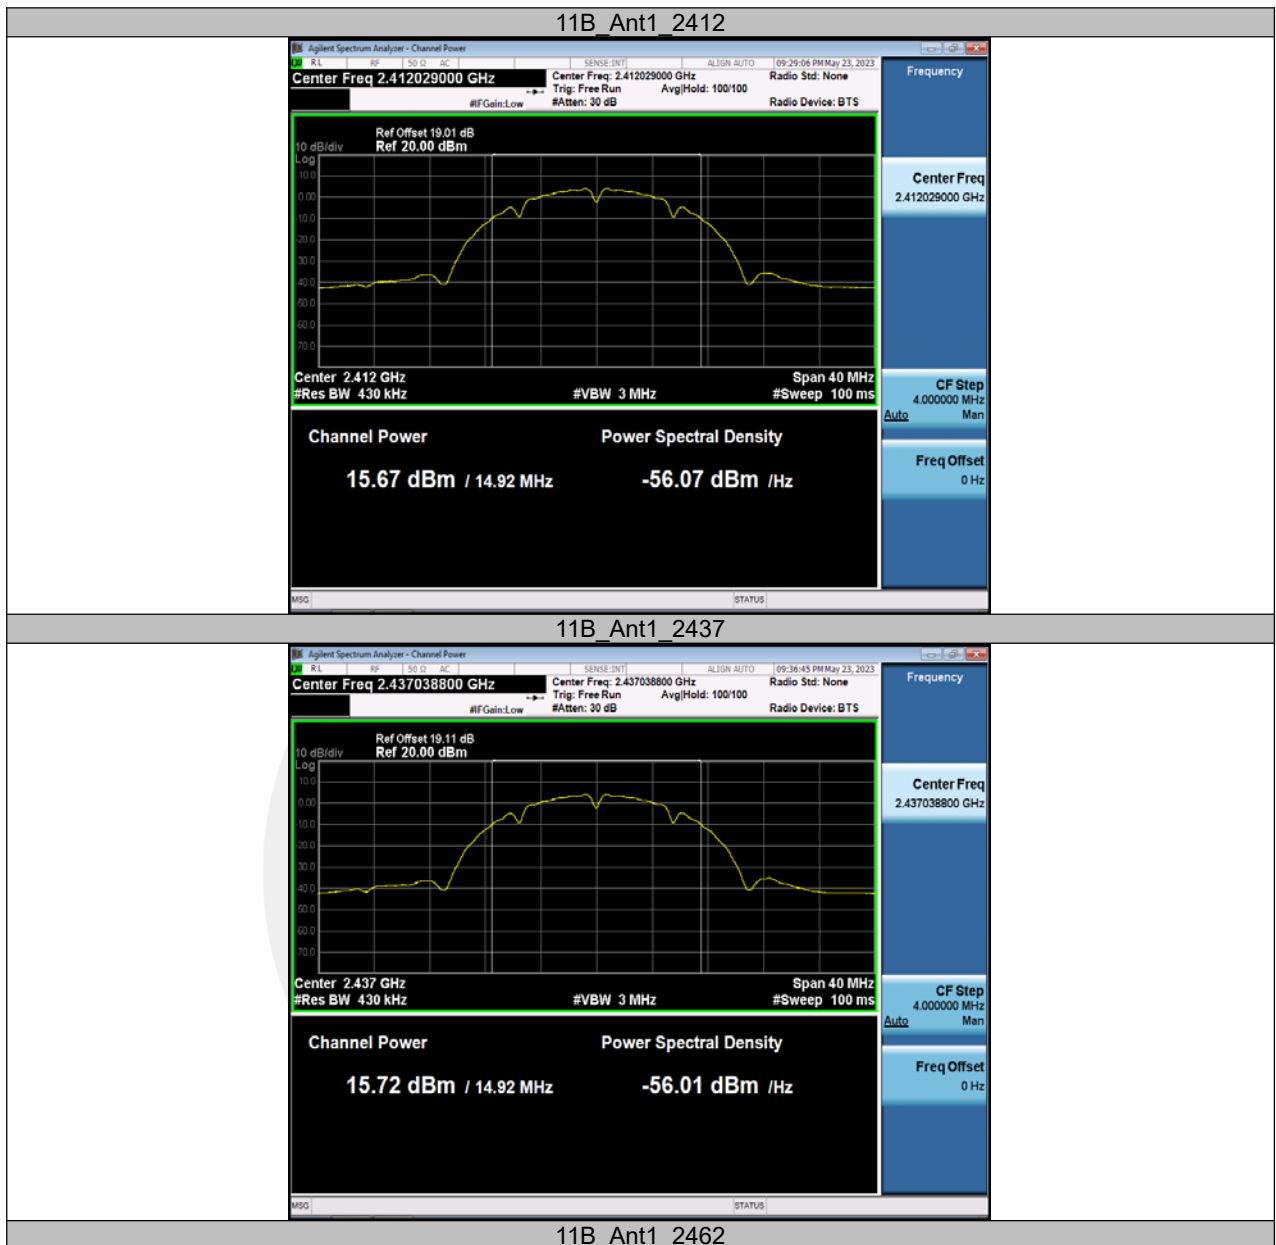 11B_Ant1_2412
Agilent Spectrum Analyzer - Channel Power
RL RF 50 Ω AC SENSE:INT ALIGN AUTO 09:29:06 PM May 23, 2023
Center Freq 2.412029000 GHz
Center Freq: 2.412029000 GHz Radio Std: None
Trig: Free Run Avg|Hold: 100/100
#IFGain:Low #Atten: 30 dB Radio Device: BTS
Frequency
Ref Offset 19.01 dB
10 dB/div Ref 20.00 dBm
Log
10.0
0.00
-10.0
-20.0
-30.0
-40.0
-50.0
-60.0
-70.0
Center Freq
2.412029000 GHz
Center 2.412 GHz Span 40 MHz
#Res BW 430 kHz #VBW 3 MHz #Sweep 100 ms
CF Step
4.000000 MHz
Auto Man
Channel Power Power Spectral Density
15.67 dBm / 14.92 MHz -56.07 dBm /Hz
Freq Offset
0 Hz
MSG STATUS
11B_Ant1_2437
Agilent Spectrum Analyzer - Channel Power
RL RF 50 Ω AC SENSE:INT ALIGN AUTO 09:36:45 PM May 23, 2023
Center Freq 2.437038800 GHz
Center Freq: 2.437038800 GHz Radio Std: None
Trig: Free Run Avg|Hold: 100/100
#IFGain:Low #Atten: 30 dB Radio Device: BTS
Frequency
Ref Offset 19.11 dB
10 dB/div Ref 20.00 dBm
Log
10.0
0.00
-10.0
-20.0
-30.0
-40.0
-50.0
-60.0
-70.0
Center Freq
2.437038800 GHz
Center 2.437 GHz Span 40 MHz
#Res BW 430 kHz #VBW 3 MHz #Sweep 100 ms
CF Step
4.000000 MHz
Auto Man
Channel Power Power Spectral Density
15.72 dBm / 14.92 MHz -56.01 dBm /Hz
Freq Offset
0 Hz
MSG STATUS
11B_Ant1_2462